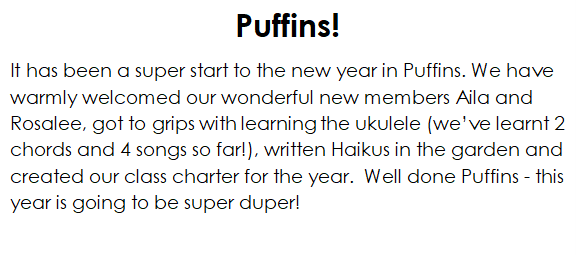 Puffins!
It has been a super start to the new year in Puffins. We have
warmly welcomed our wonderful new members Aila and
Rosalee, got to grips with learning the ukulele (we’ve learnt 2
chords and 4 songs so far!), written Haikus in the garden and
created our class charter for the year.  Well done Puffins - this
year is going to be super duper!